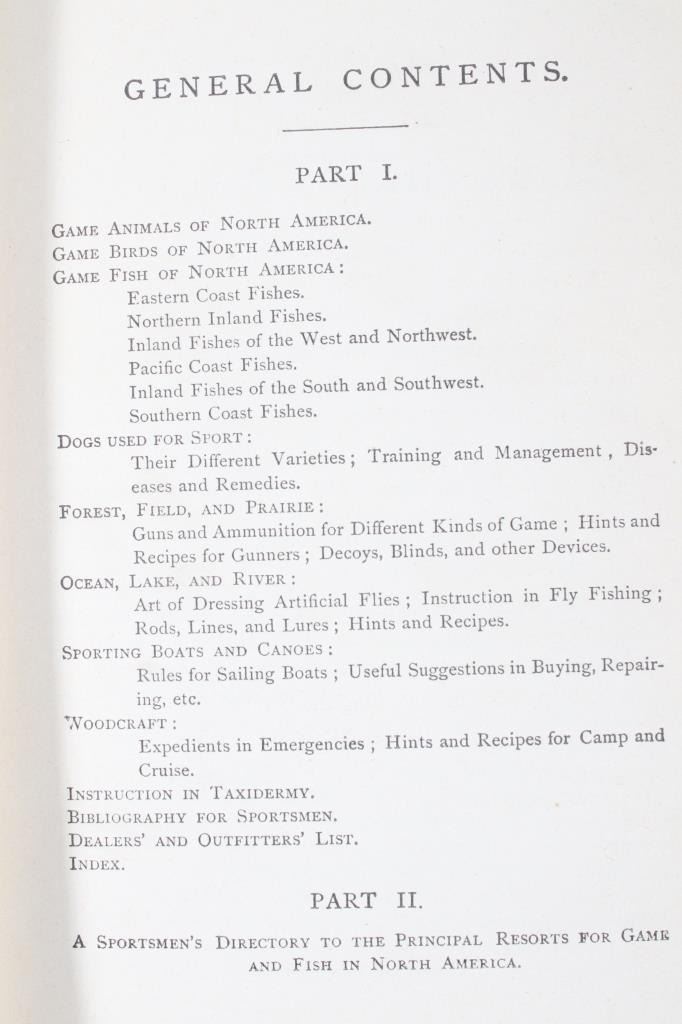 GENERAL CONTENTS.
PART I.
GAME ANIMALS OF NORTH AMERICA.
GAME BIRDS OF NORTH AMERICA.
GAME FISH OF NORTH AMERICA:
Eastern Coast Fishes.
Northern Inland Fishes.
Inland Fishes of the West and Northwest.
Pacific Coast Fishes.
Inland Fishes of the South and Southwest.
Southern Coast Fishes.
DOGS USED FOR SPORT:
Their Different Varieties; Training and Management, Dis-
eases and Remedies.
FOREST, FIELD, AND PRAIRIE:
Guns and Ammunition for Different Kinds of Game; Hints and
Recipes for Gunners; Decoys, Blinds, and other Devices.
OCEAN, LAKE, AND RIVER:
Art of Dressing Artificial Flies; Instruction in Fly Fishing;
Rods, Lines, and Lures; Hints and Recipes.
SPORTING BOATS AND CANOES:
Rules for Sailing Boats; Useful Suggestions in Buying, Repair-
ing, etc.
WOODCRAFT:
Expedients in Emergencies; Hints and Recipes for Camp and
Cruise.
INSTRUCTION IN TAXIDERMY.
BIBLIOGRAPHY FOR SPORTSMEN.
DEALERS' AND OUTFITTERS' LIST.
INDEX.
PART II.
A SPORTSMEN'S DIRECTORY TO THE PRINCIPAL RESORTS FOR GAME
AND FISH IN NORTH AMERICA.